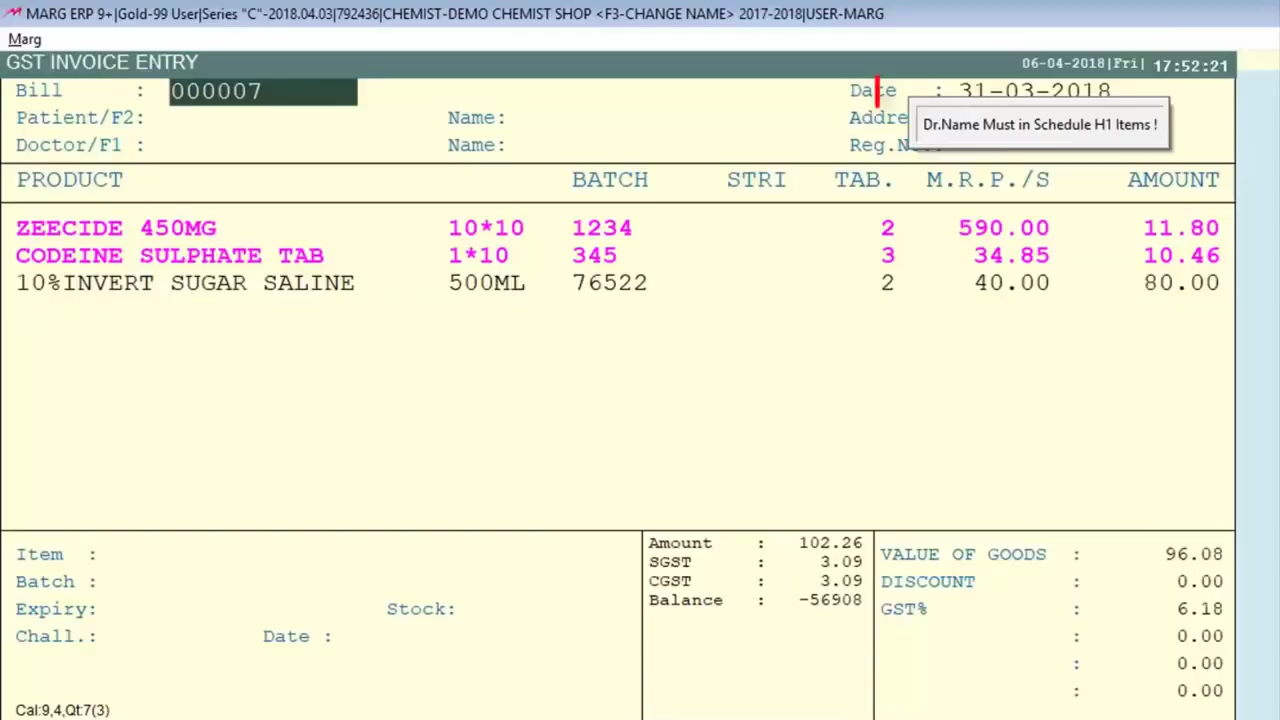 MARG ERP 9+|Gold-99 User|Series "C"-2018.04.03|792436|CHEMIST-DEMO CHEMIST SHOP <F3-CHANGE NAME> 2017-2018|USER-MARG
Marg
GST INVOICE ENTRY 06-04-2018|Fri| 17:52:21
Bill : 000007 Date : 31-03-2018
Patient/F2: Name: Addre
Dr.Name Must in Schedule H1 Items !
Doctor/F1 : Name: Reg.N
PRODUCT BATCH STRI TAB. M.R.P./S AMOUNT
ZEECIDE 450MG 10*10 1234 2 590.00 11.80
CODEINE SULPHATE TAB 1*10 345 3 34.85 10.46
10%INVERT SUGAR SALINE 500ML 76522 2 40.00 80.00
Item :
Batch :
Expiry: Stock:
Chall.: Date :
Amount : 102.26
SGST : 3.09
CGST : 3.09
Balance : -56908
VALUE OF GOODS : 96.08
DISCOUNT : 0.00
GST% : 6.18
: 0.00
: 0.00
: 0.00
Cal:9,4,Qt:7(3)